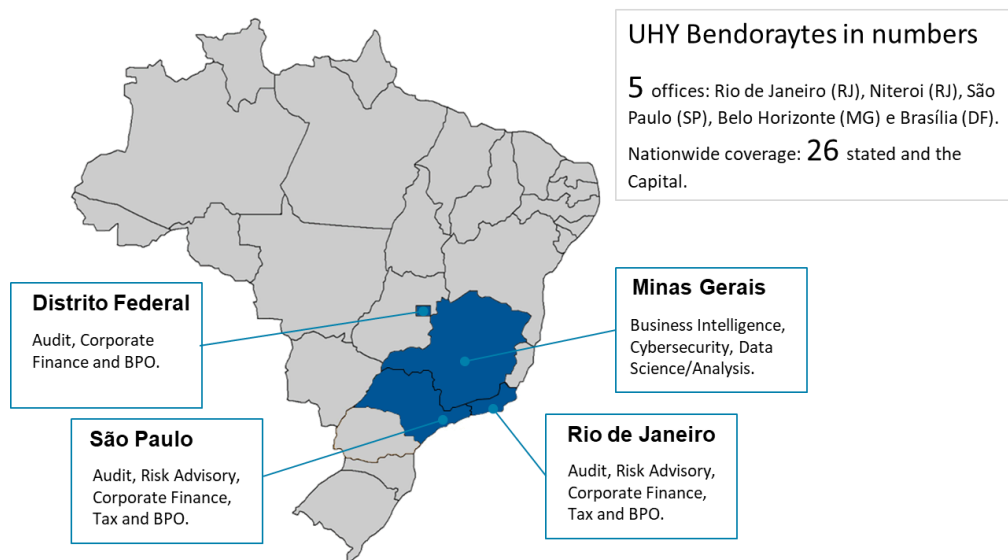 UHY Bendoraytes in numbers
5 offices: Rio de Janeiro (RJ), Niteroi (RJ), São
Paulo (SP), Belo Horizonte (MG) e Brasília (DF).
Nationwide coverage: 26 stated and the
Capital.
Distrito Federal
Audit, Corporate
Finance and BPO.
Minas Gerais
Business Intelligence,
Cybersecurity, Data
Science/Analysis.
São Paulo
Audit, Risk Advisory,
Corporate Finance,
Tax and BPO.
Rio de Janeiro
Audit, Risk Advisory,
Corporate Finance,
Tax and BPO.